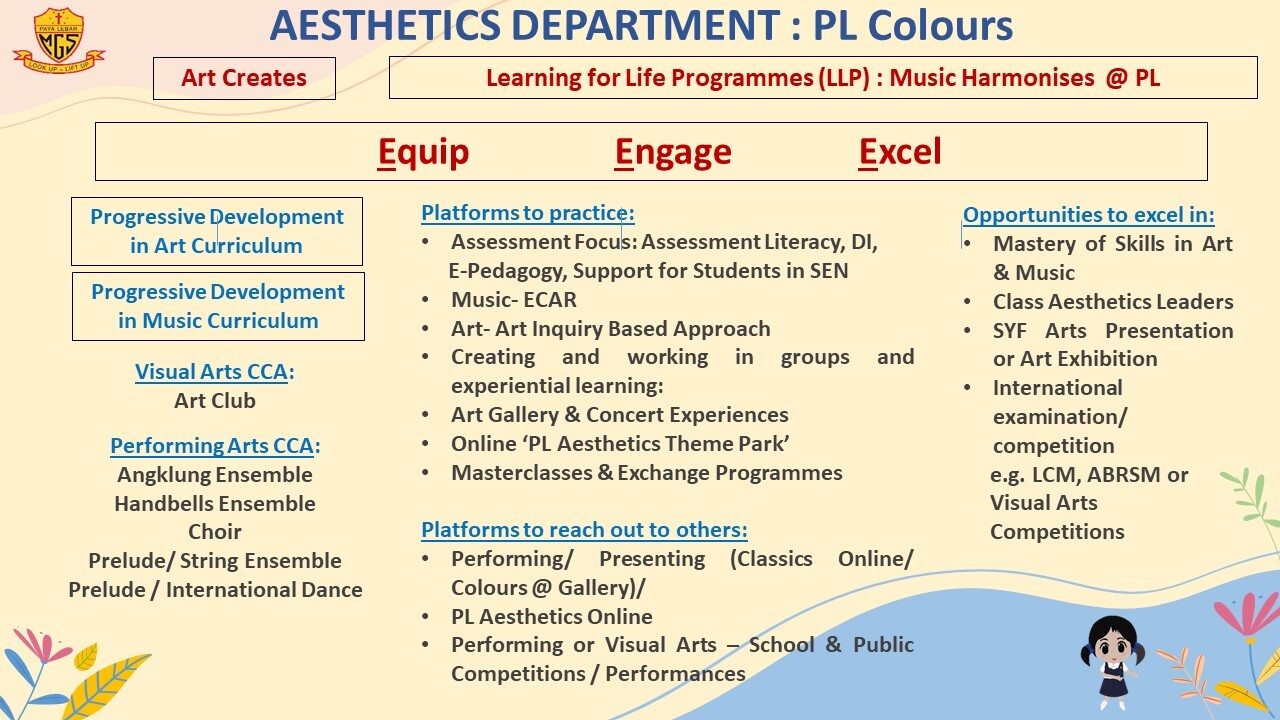 AESTHETICS DEPARTMENT : PL Colours
PAYA LEBAR
MGS
LOOK UP - LIFT UP
Art Creates
Learning for Life Programmes (LLP) : Music Harmonises @ PL
Equip Engage Excel
Progressive Development
in Art Curriculum
Progressive Development
in Music Curriculum
Visual Arts CCA:
Art Club
Performing Arts CCA:
Angklung Ensemble
Handbells Ensemble
Choir
Prelude/ String Ensemble
Prelude / International Dance
Platforms to practice:
• Assessment Focus: Assessment Literacy, DI,
E-Pedagogy, Support for Students in SEN
• Music- ECAR
• Art- Art Inquiry Based Approach
• Creating and working in groups and
experiential learning:
• Art Gallery & Concert Experiences
• Online ‘PL Aesthetics Theme Park’
• Masterclasses & Exchange Programmes
Platforms to reach out to others:
• Performing/ Presenting (Classics Online/
Colours @ Gallery)/
• PL Aesthetics Online
• Performing or Visual Arts – School & Public
Competitions / Performances
Opportunities to excel in:
• Mastery of Skills in Art
& Music
• Class Aesthetics Leaders
• SYF Arts Presentation
or Art Exhibition
• International
examination/
competition
e.g. LCM, ABRSM or
Visual Arts
Competitions